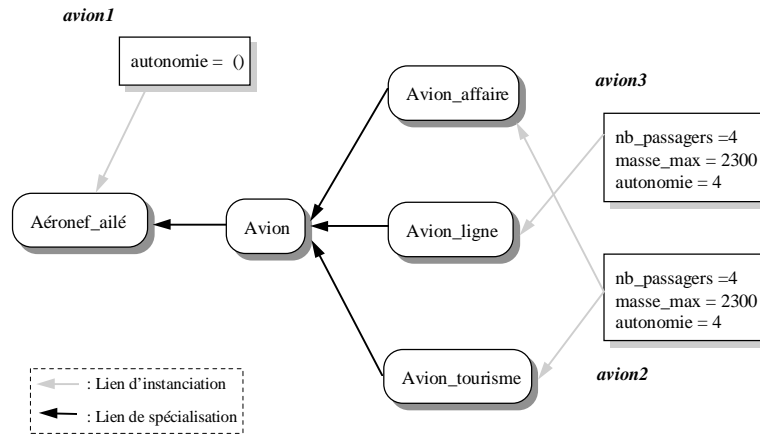 avion1
autonomie = ()
Avion_affaire
avion3
nb_passagers =4
masse_max = 2300
autonomie = 4
Aéronef_ailé
Avion
Avion_ligne
nb_passagers =4
masse_max = 2300
autonomie = 4
Avion_tourisme
avion2
: Lien d'instanciation
: Lien de spécialisation